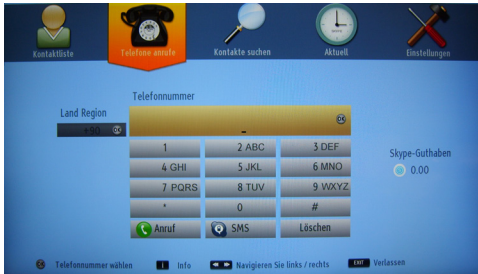 Kontaktliste
Telefone anrufe
Kontakte suchen
Aktuell
Einstellungen
Telefonnummer
Land Region
+90 OK
OK
_
1
2 ABC
3 DEF
4 GHI
5 JKL
6 MNO
7 PQRS
8 TUV
9 WXYZ
*
0
#
Anruf
SMS
Löschen
Skype-Guthaben
0.00
Telefonnummer wählen
Info
Navigieren Sie links / rechts
EXIT Verlassen